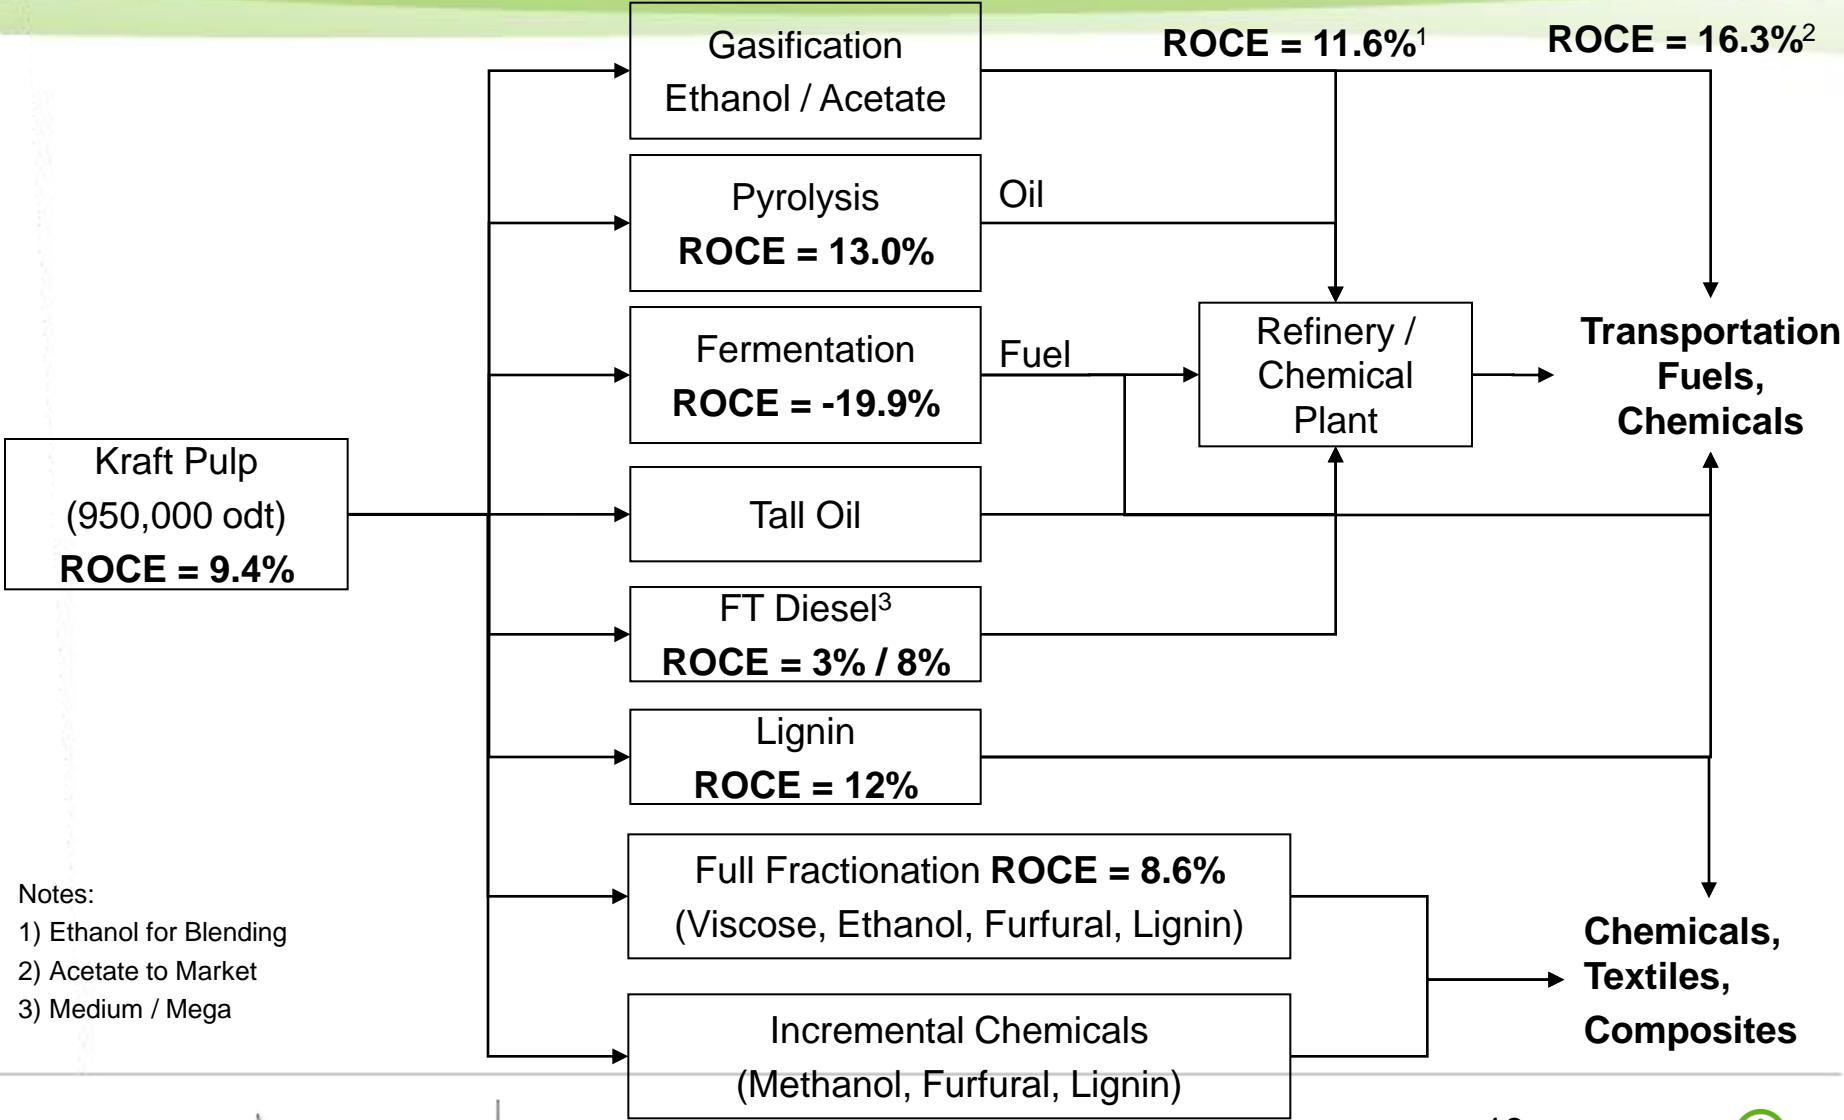 Gasification
Ethanol / Acetate
ROCE = 11.6%¹
ROCE = 16.3%²
Pyrolysis
ROCE = 13.0%
Oil
Fermentation
ROCE = -19.9%
Fuel
Refinery /
Chemical
Plant
Transportation
Fuels,
Chemicals
Kraft Pulp
(950,000 odt)
ROCE = 9.4%
Tall Oil
FT Diesel³
ROCE = 3% / 8%
Lignin
ROCE = 12%
Full Fractionation ROCE = 8.6%
(Viscose, Ethanol, Furfural, Lignin)
Chemicals,
Textiles,
Composites
Incremental Chemicals
(Methanol, Furfural, Lignin)
Notes:
1) Ethanol for Blending
2) Acetate to Market
3) Medium / Mega